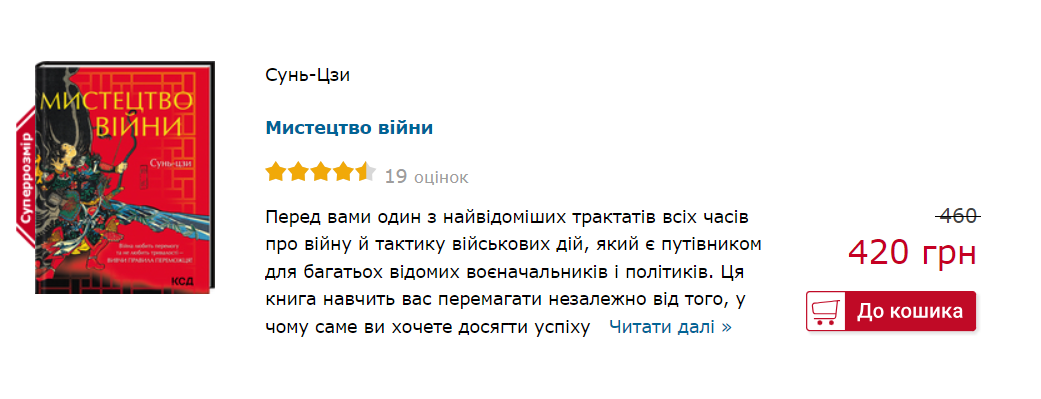 Сунь-Цзи
МИСТЕЦТВО
ВІЙНИ
Сунь-цзи
Суперрозмір
Війна любить перемогу
та не любить тривалості —
ВИВЧИ ПРАВИЛА ПЕРЕМОЖЦІВ!
КСД
Мистецтво війни
19 оцінок
Перед вами один з найвідоміших трактатів всіх часів
про війну й тактику військових дій, який є путівником
для багатьох відомих воєначальників і політиків. Ця
книга навчить вас перемагати незалежно від того, у
чому саме ви хочете досягти успіху Читати далі »
460
420 грн
До кошика